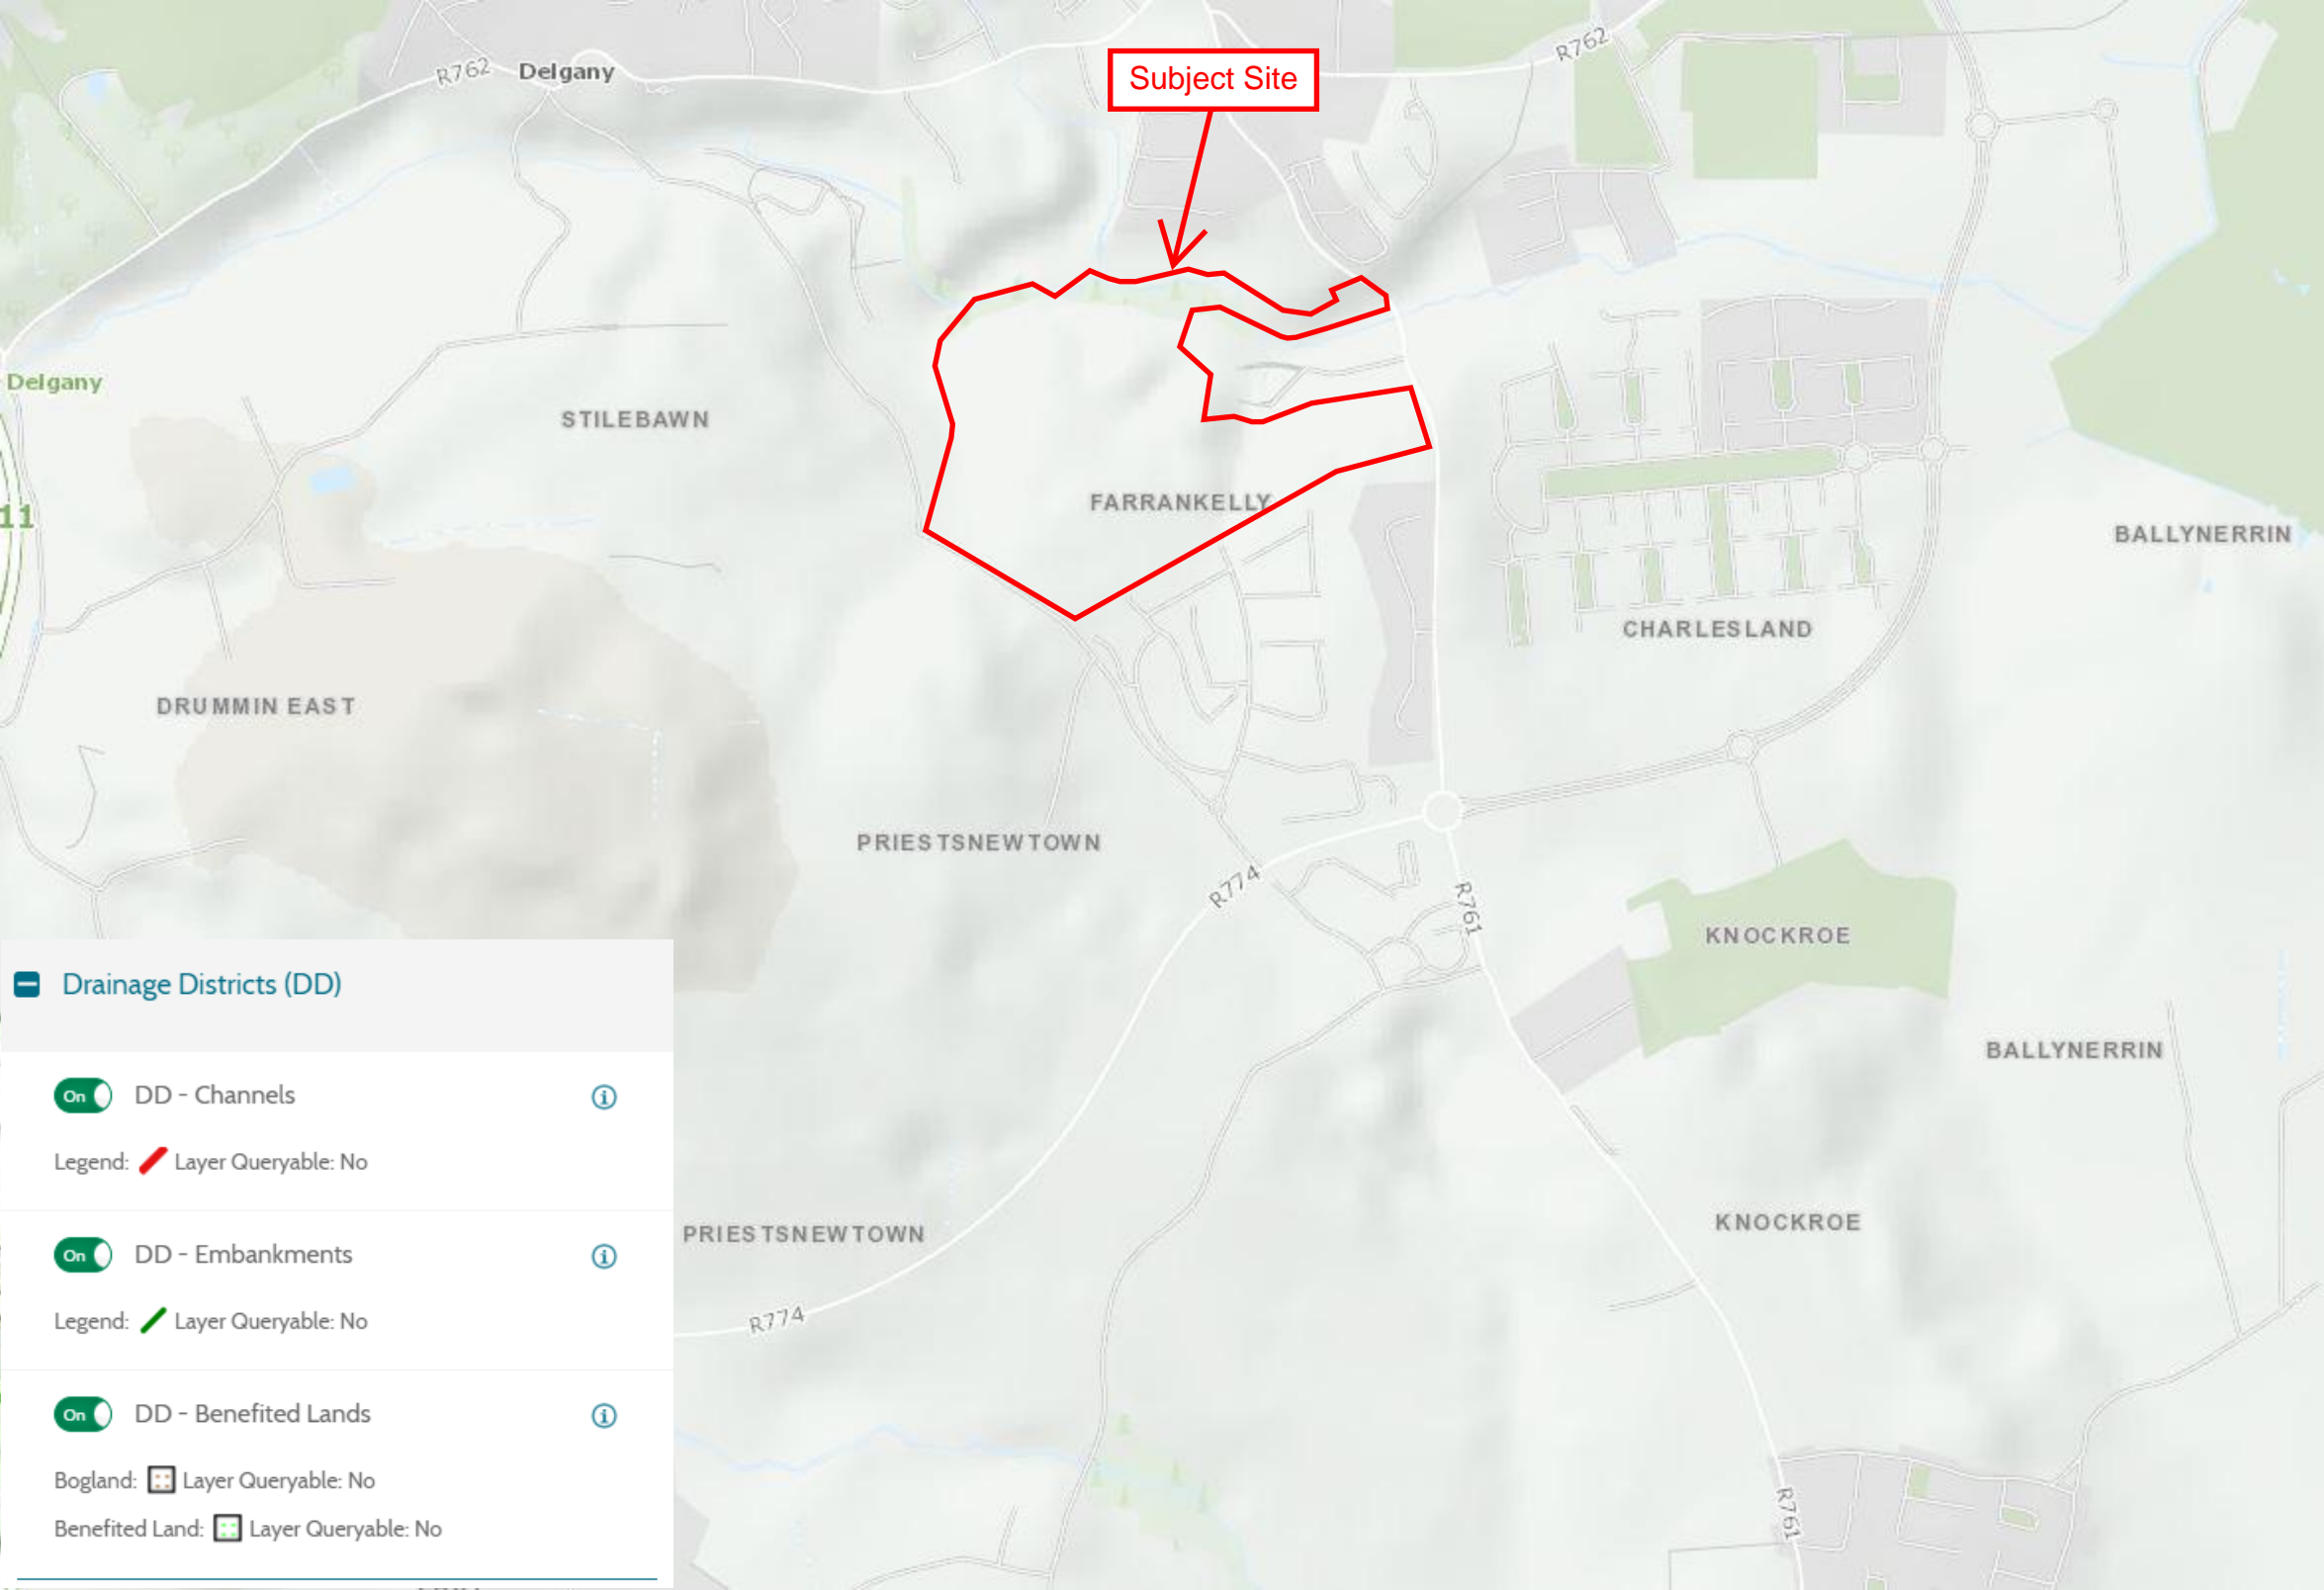 R762
Subject Site
R762
Delgany
Delgany
STILEBAWN
FARRANKELLY
11
BALLYNERRIN
CHARLESLAND
DRUMMIN EAST
PRIESTSNEWTOWN
R774
R761
KNOCKROE
BALLYNERRIN
KNOCKROE
PRIESTSNEWTOWN
R774
R761
Drainage Districts (DD)
On DD - Channels
Legend: Layer Queryable: No
On DD - Embankments
Legend: Layer Queryable: No
On DD - Benefited Lands
Bogland: Layer Queryable: No
Benefited Land: Layer Queryable: No